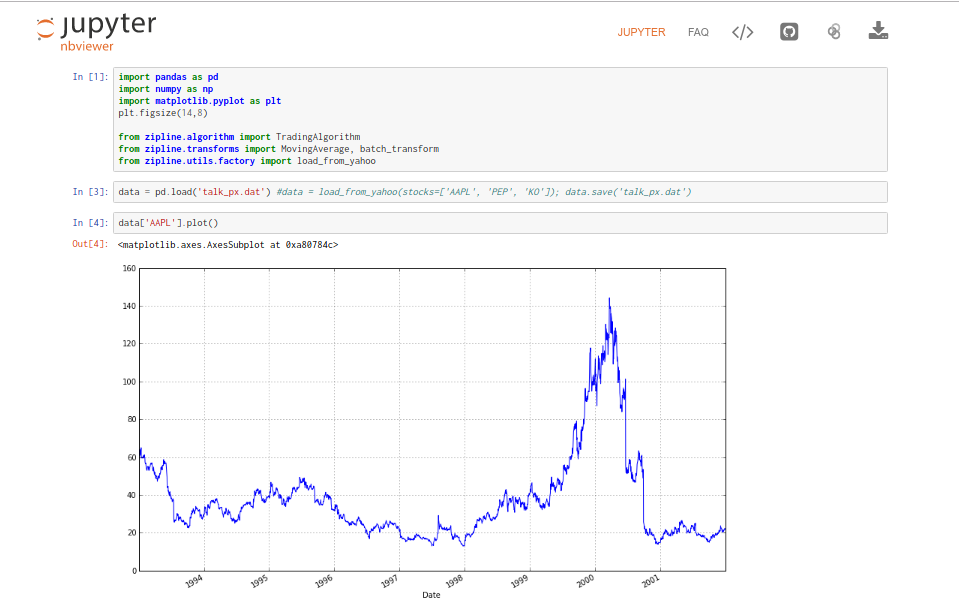 jupyter
nbviewer
JUPYTER FAQ </>
In [1]: import pandas as pd
import numpy as np
import matplotlib.pyplot as plt
plt.figsize(14,8)
from zipline.algorithm import TradingAlgorithm
from zipline.transforms import MovingAverage, batch_transform
from zipline.utils.factory import load_from_yahoo
In [3]: data = pd.load('talk_px.dat') #data = load_from_yahoo(stocks=['AAPL', 'PEP', 'KO']); data.save('talk_px.dat')
In [4]: data['AAPL'].plot()
Out[4]: <matplotlib.axes.AxesSubplot at 0xa80784c>
160
140
120
100
80
60
40
20
0
1994 1995 1996 1997 1998 1999 2000 2001
Date